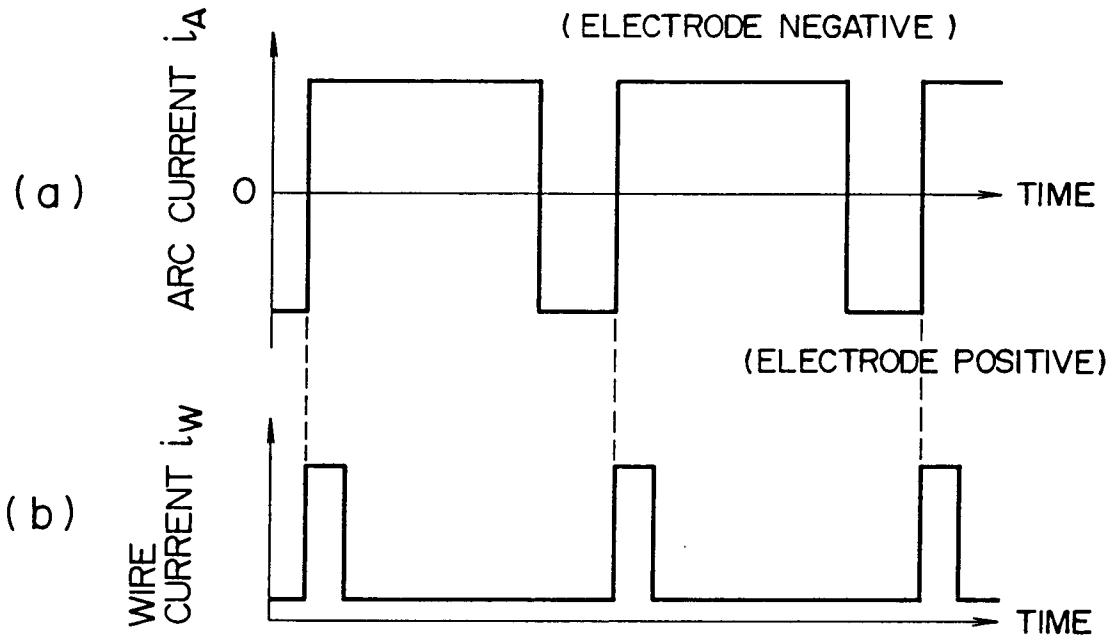 (ELECTRODE NEGATIVE)
ARC CURRENT iA
(a)
O
TIME
(ELECTRODE POSITIVE)
WIRE
CURRENT iW
(b)
TIME